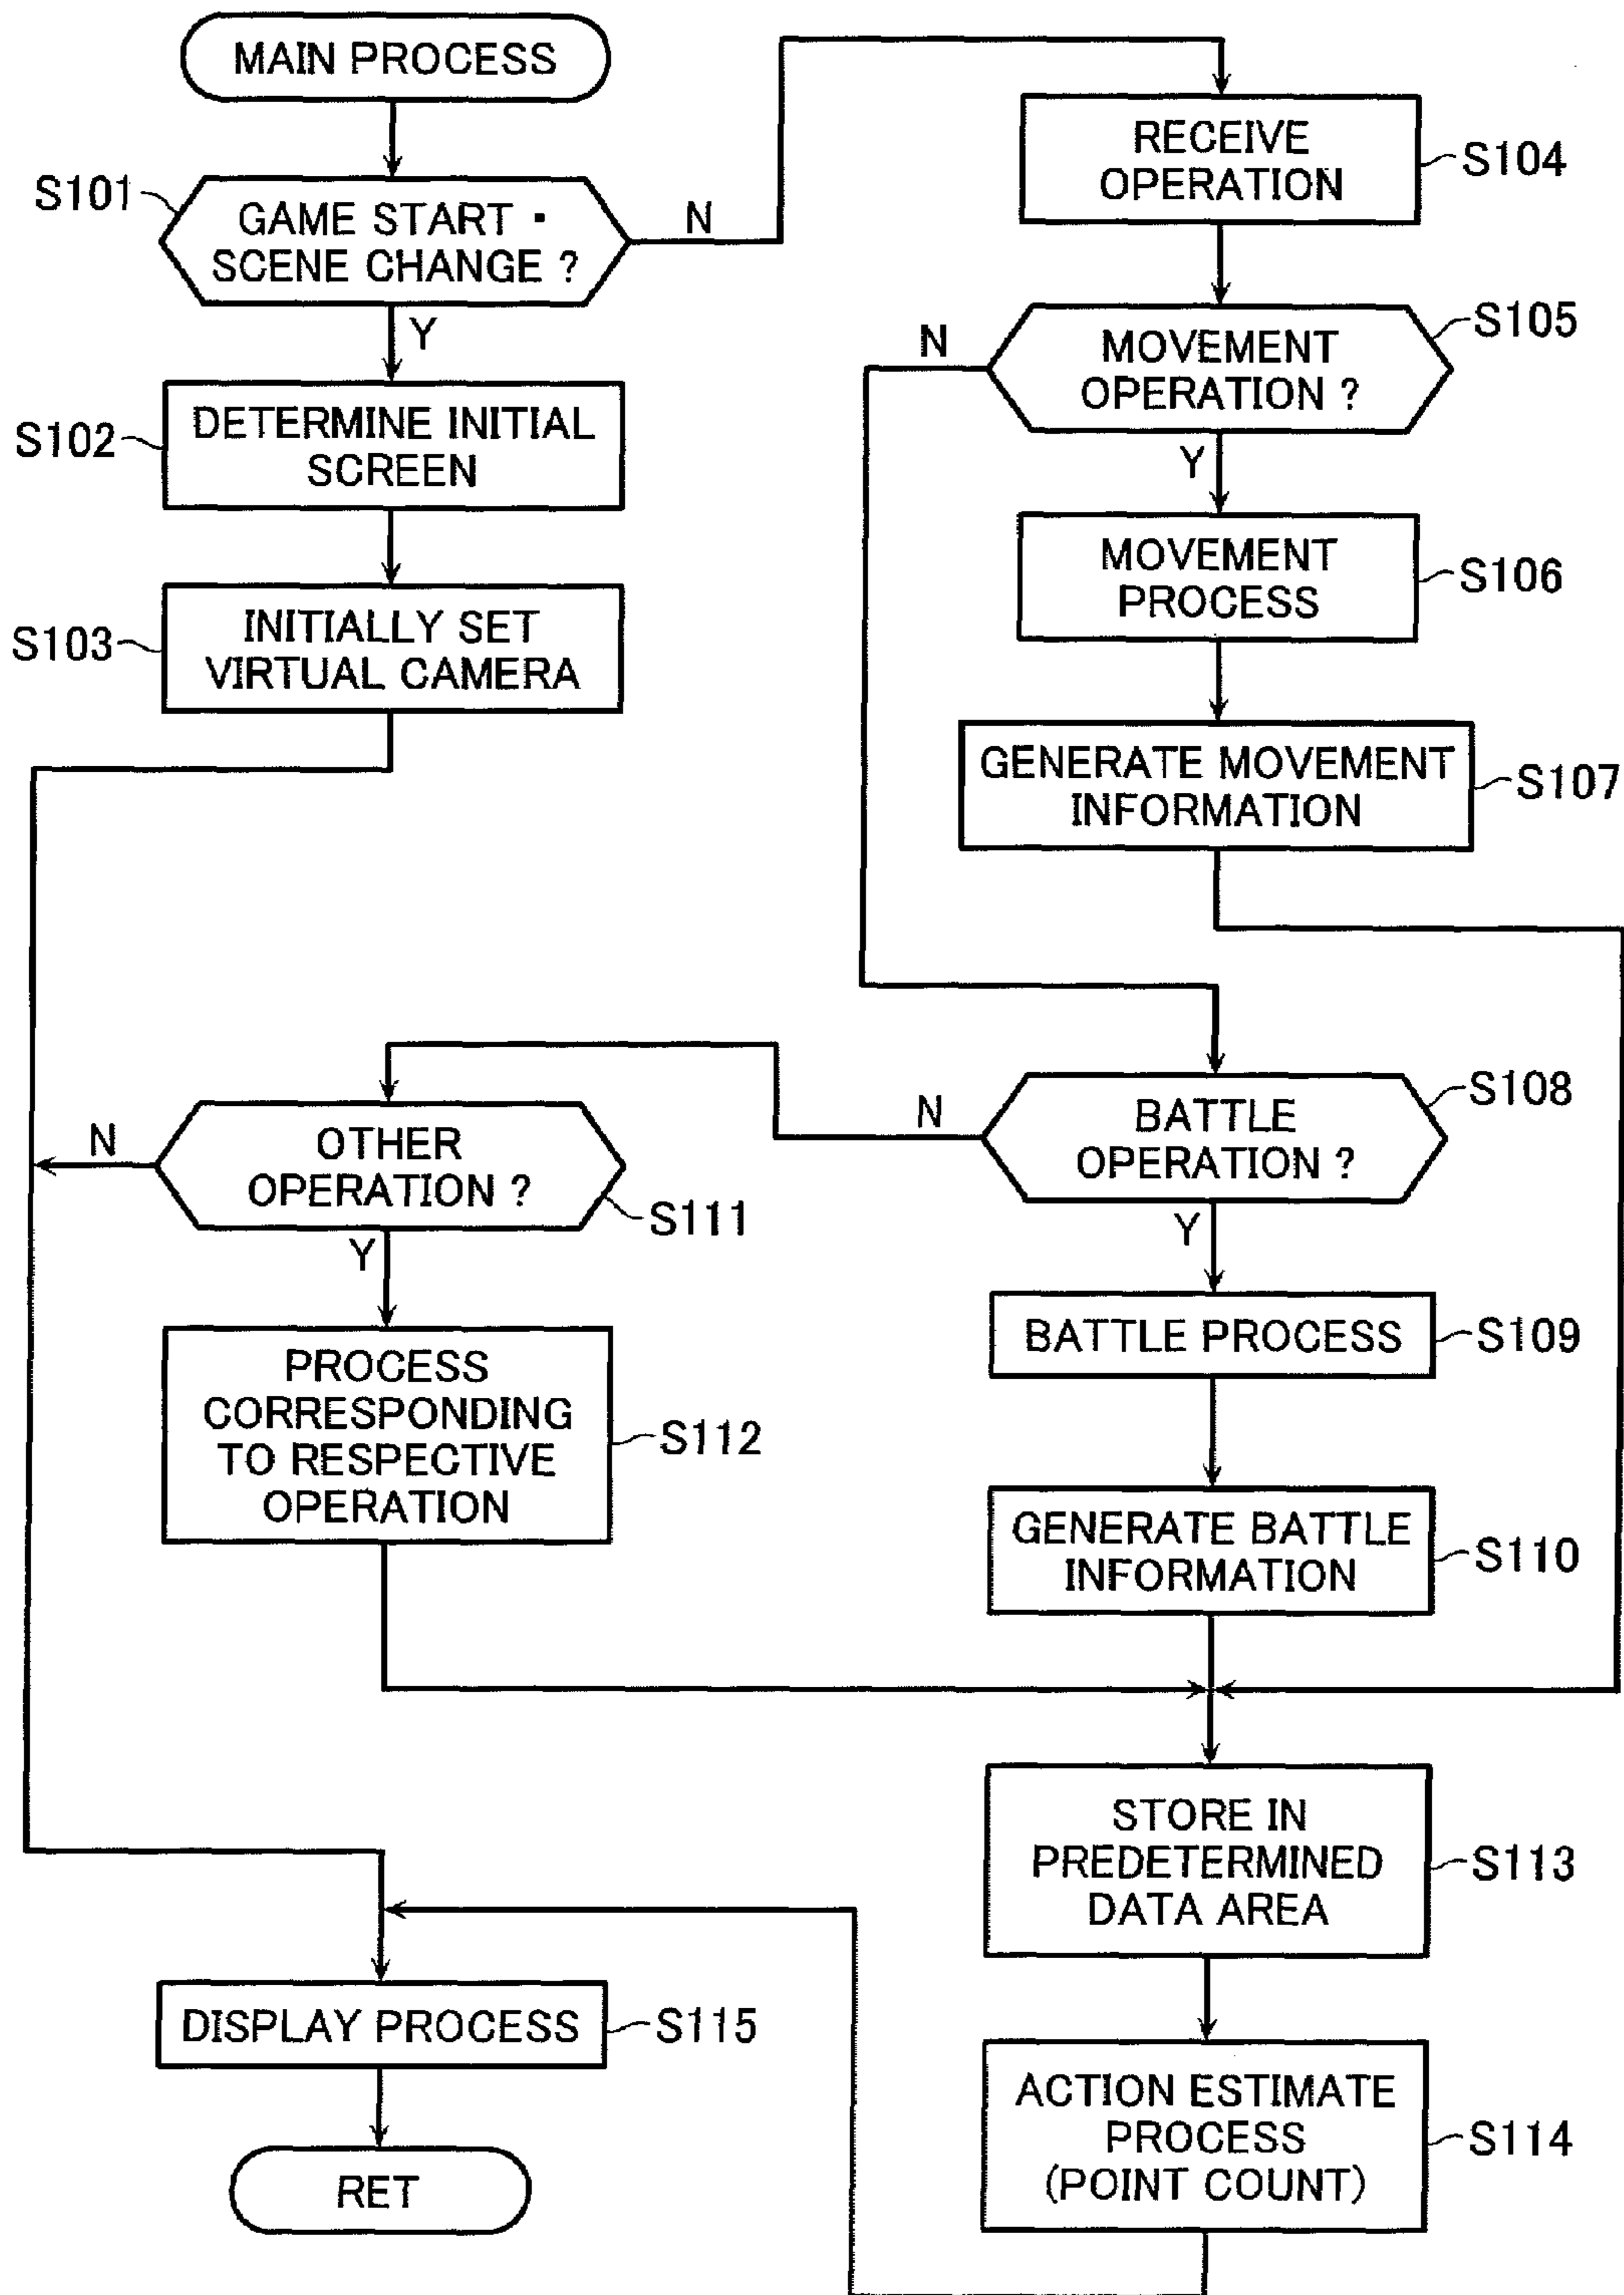 MAIN PROCESS
S101
GAME START・
SCENE CHANGE ?
N
Y
S102
DETERMINE INITIAL
SCREEN
S103
INITIALLY SET
VIRTUAL CAMERA
RECEIVE
OPERATION
S104
MOVEMENT
OPERATION ?
S105
N
Y
MOVEMENT
PROCESS
S106
GENERATE MOVEMENT
INFORMATION
S107
BATTLE
OPERATION ?
S108
N
Y
BATTLE PROCESS
S109
GENERATE BATTLE
INFORMATION
S110
OTHER
OPERATION ?
S111
N
Y
PROCESS
CORRESPONDING
TO RESPECTIVE
OPERATION
S112
STORE IN
PREDETERMINED
DATA AREA
S113
ACTION ESTIMATE
PROCESS
(POINT COUNT)
S114
DISPLAY PROCESS
S115
RET